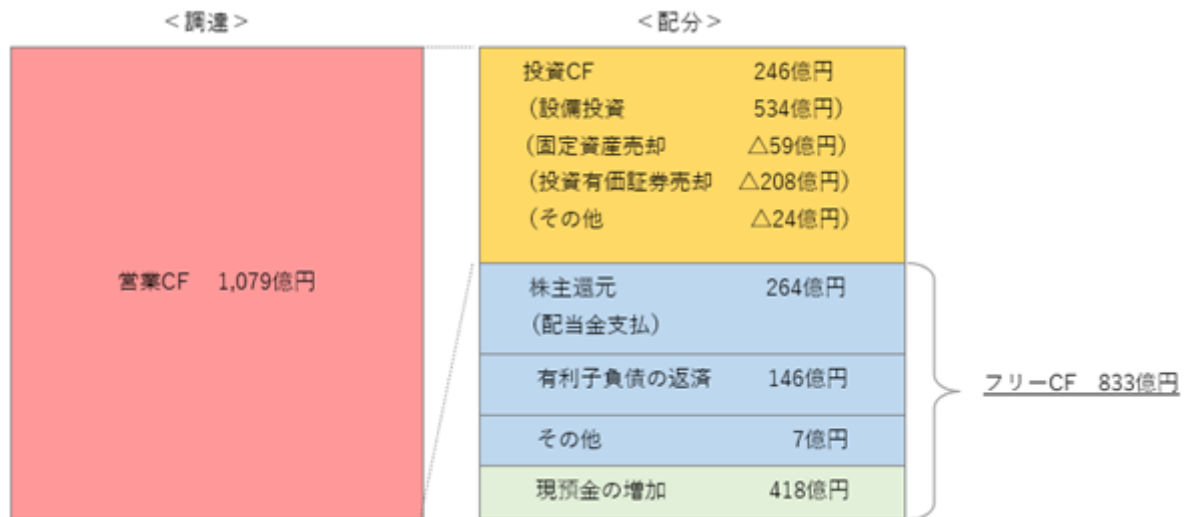 ＜調達＞
＜配分＞
営業CF 1,079億円
投資CF 246億円
(設備投資 534億円)
(固定資産売却 △59億円)
(投資有価証券売却 △208億円)
(その他 △24億円)
株主還元 264億円
(配当金支払)
有利子負債の返済 146億円
その他 7億円
現預金の増加 418億円
フリーCF 833億円